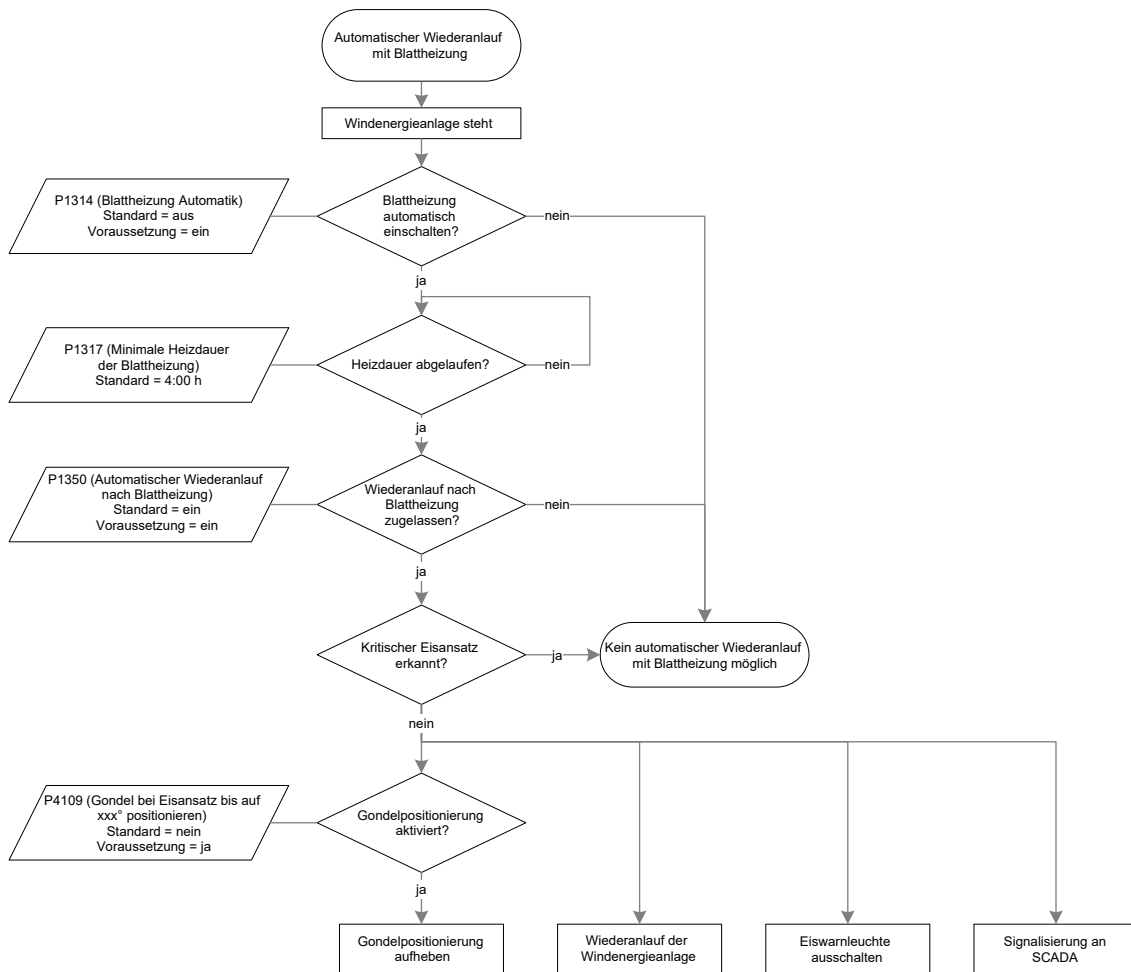 Automatischer Wiederanlauf
mit Blattheizung
Windenergieanlage steht
P1314 (Blattheizung Automatik)
Standard = aus
Voraussetzung = ein
Blattheizung
automatisch
einschalten?
nein
ja
P1317 (Minimale Heizdauer
der Blattheizung)
Standard = 4:00 h
Heizdauer abgelaufen?
nein
ja
P1350 (Automatischer Wiederanlauf
nach Blattheizung)
Standard = ein
Voraussetzung = ein
Wiederanlauf nach
Blattheizung
zugelassen?
nein
ja
Kritischer Eisansatz
erkannt?
ja
Kein automatischer Wiederanlauf
mit Blattheizung möglich
nein
P4109 (Gondel bei Eisansatz bis auf
xxx° positionieren)
Standard = nein
Voraussetzung = ja
Gondelpositionierung
aktiviert?
ja
Gondelpositionierung
aufheben
Wiederanlauf der
Windenergieanlage
Eiswarnleuchte
ausschalten
Signalisierung an
SCADA